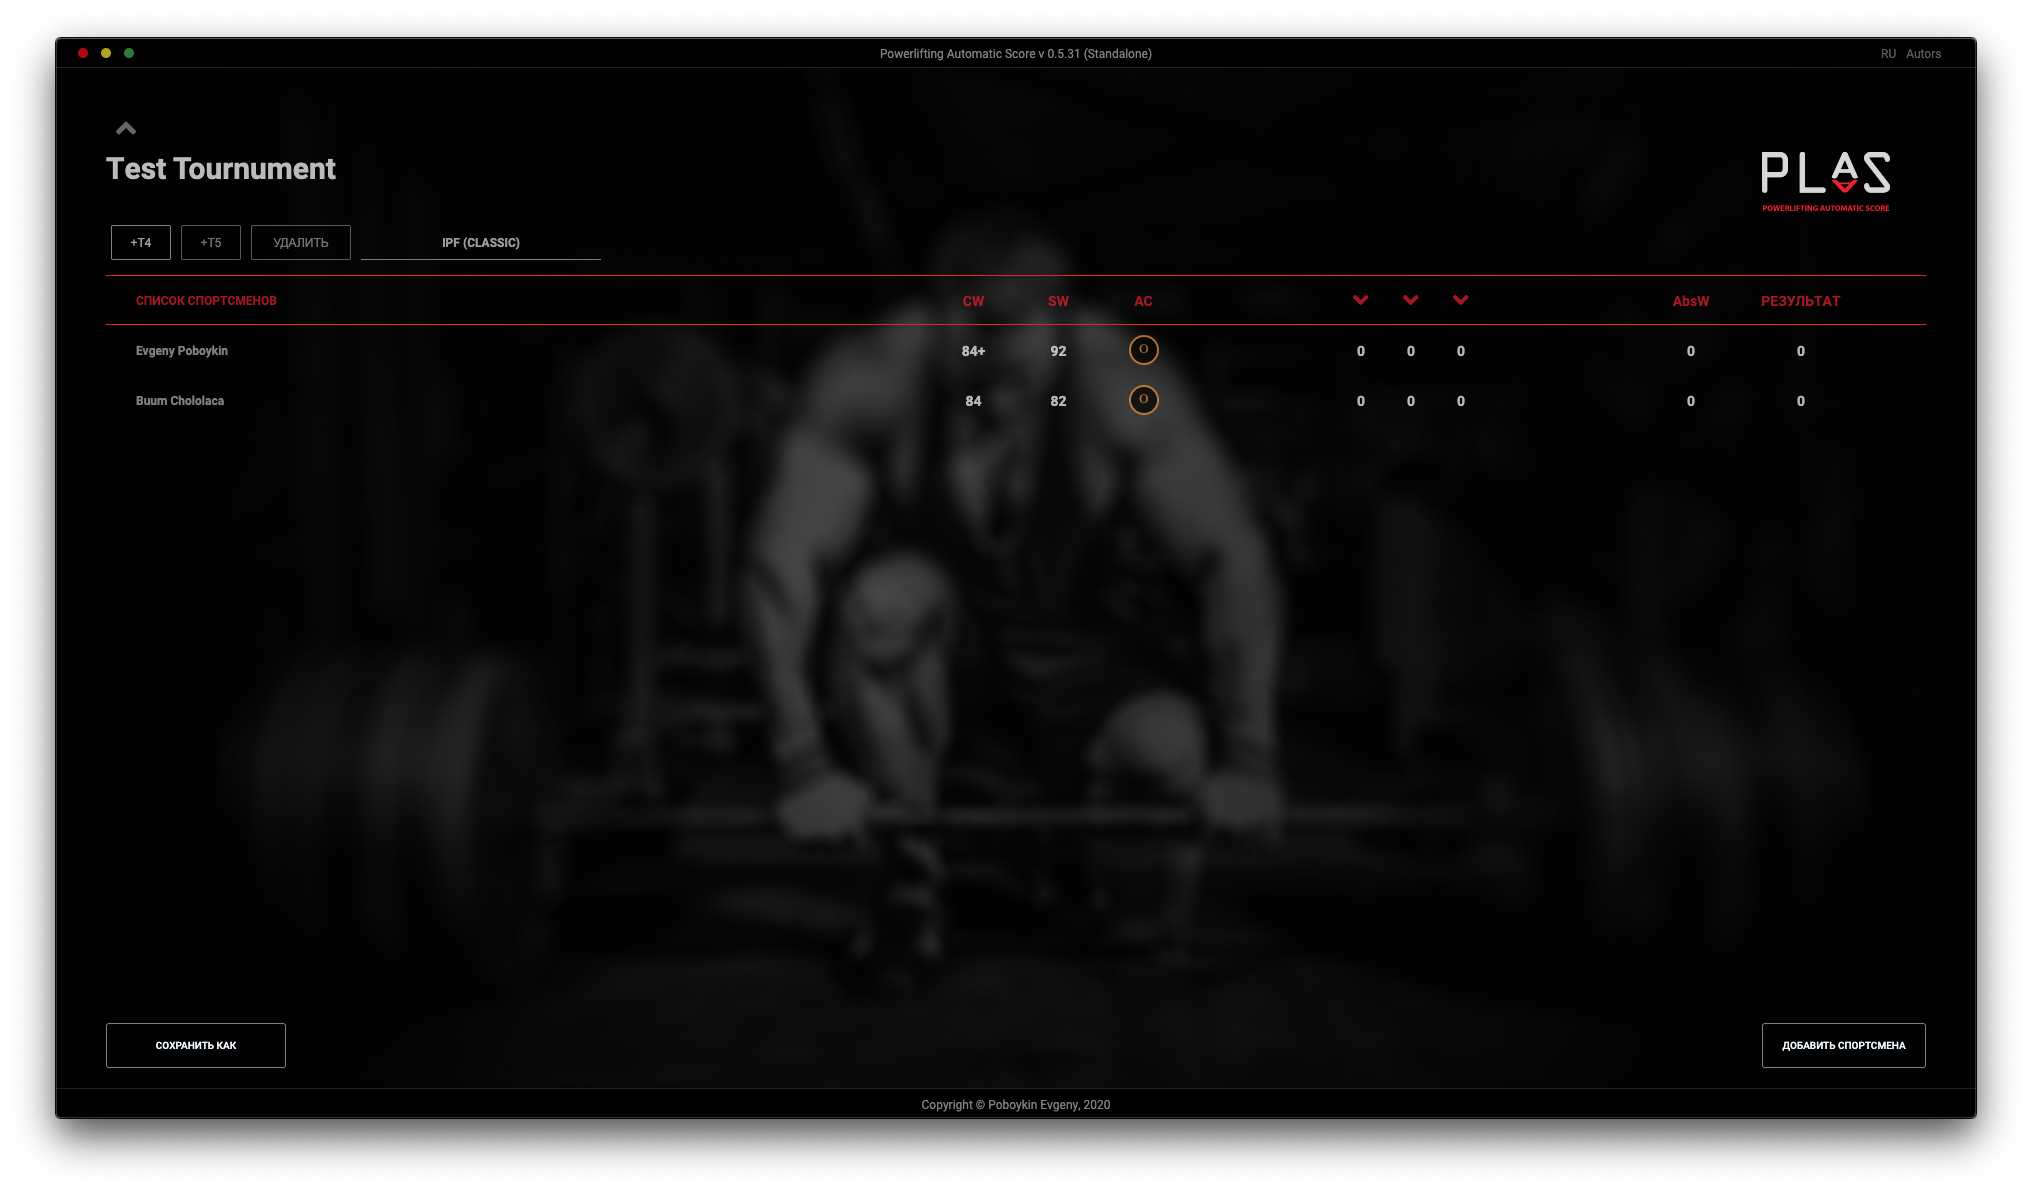 Powerlifting Automatic Score v 0.5.31 (Standalone)
RU Autors
Test Tournument
PLAS
POWERLIFTING AUTOMATIC SCORE
+T4 +T5 УДАЛИТЬ IPF (CLASSIC)
СПИСОК СПОРТСМЕНОВ CW SW AC AbsW РЕЗУЛЬТАТ
Evgeny Poboykin 84+ 92 O 0 0 0 0 0
Buum Chololaca 84 82 O 0 0 0 0 0
СОХРАНИТЬ КАК
ДОБАВИТЬ СПОРТСМЕНА
Copyright © Poboykin Evgeny, 2020